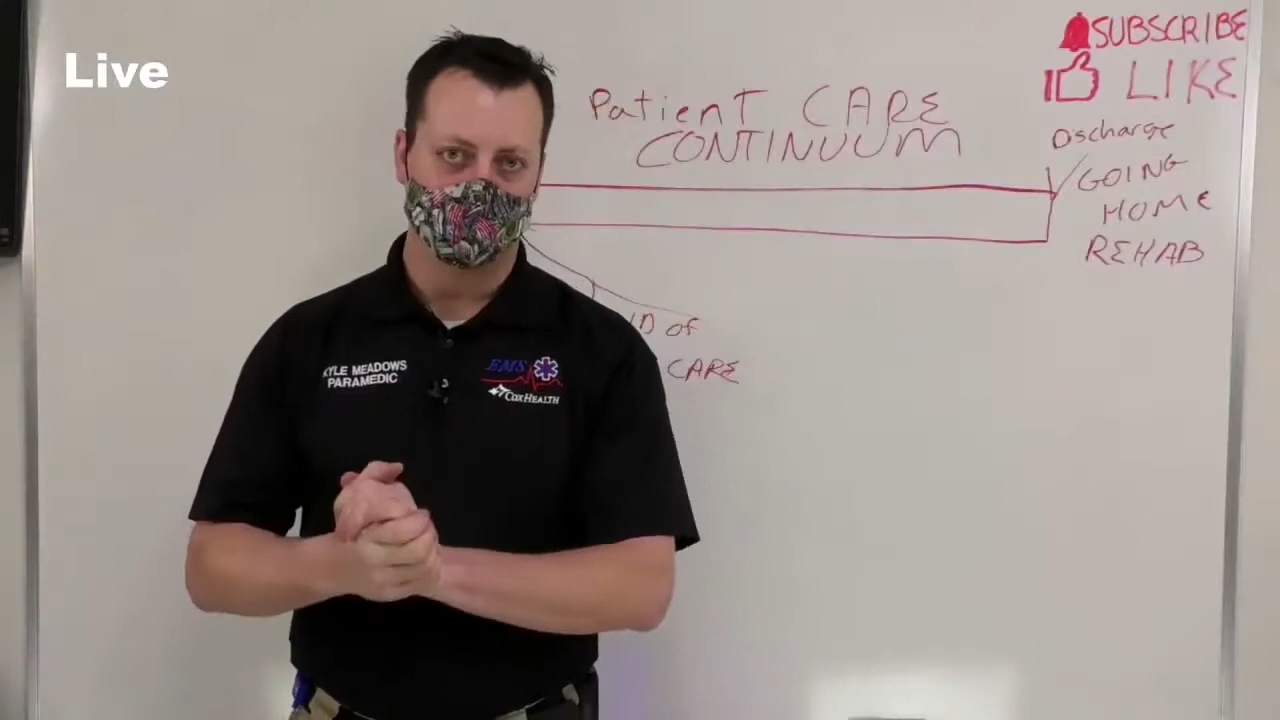 Live
SUBSCRIBE
LIKE
Patient CARE
CONTINUUM
Discharge
GOING
HOME
REHAB
OF
CARE
KYLE MEADOWS
PARAMEDIC
EMS
COXHEALTH